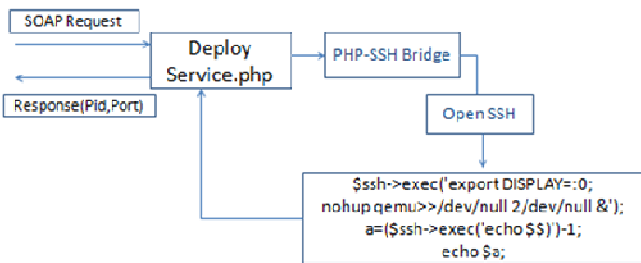 SOAP Request
Deploy
Service.php
PHP-SSH Bridge
Response(Pid,Port)
Open SSH
$ssh->exec('export DISPLAY=:0;
nohup qemu>>/dev/null 2/dev/null &');
a=($ssh->exec('echo $$)')-1;
echo $a;